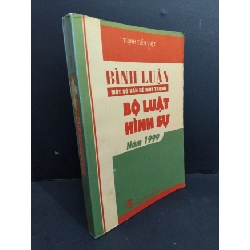 TRỊNH TIẾN VIỆT
BÌNH LUẬN
MỘT SỐ VẤN ĐỀ MỚI TRONG
BỘ LUẬT
HÌNH SỰ
Năm 1999